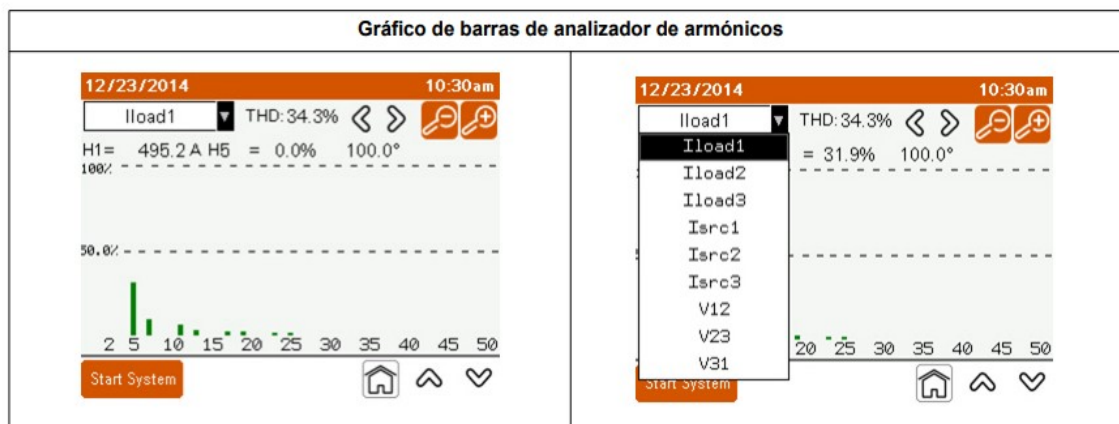 Gráfico de barras de analizador de armónicos
12/23/2014 10:30am
Iload1 THD: 34.3%
H1= 495.2 A H5 = 0.0% 100.0°
100%
50.0%
2 5 10 15 20 25 30 35 40 45 50
Start System
12/23/2014 10:30am
Iload1 THD: 34.3%
Iload1
= 31.9% 100.0°
Iload2
Iload3
Isrc1
Isrc2
Isrc3
V12
V23
20 25 30 35 40 45 50
V31
Start System